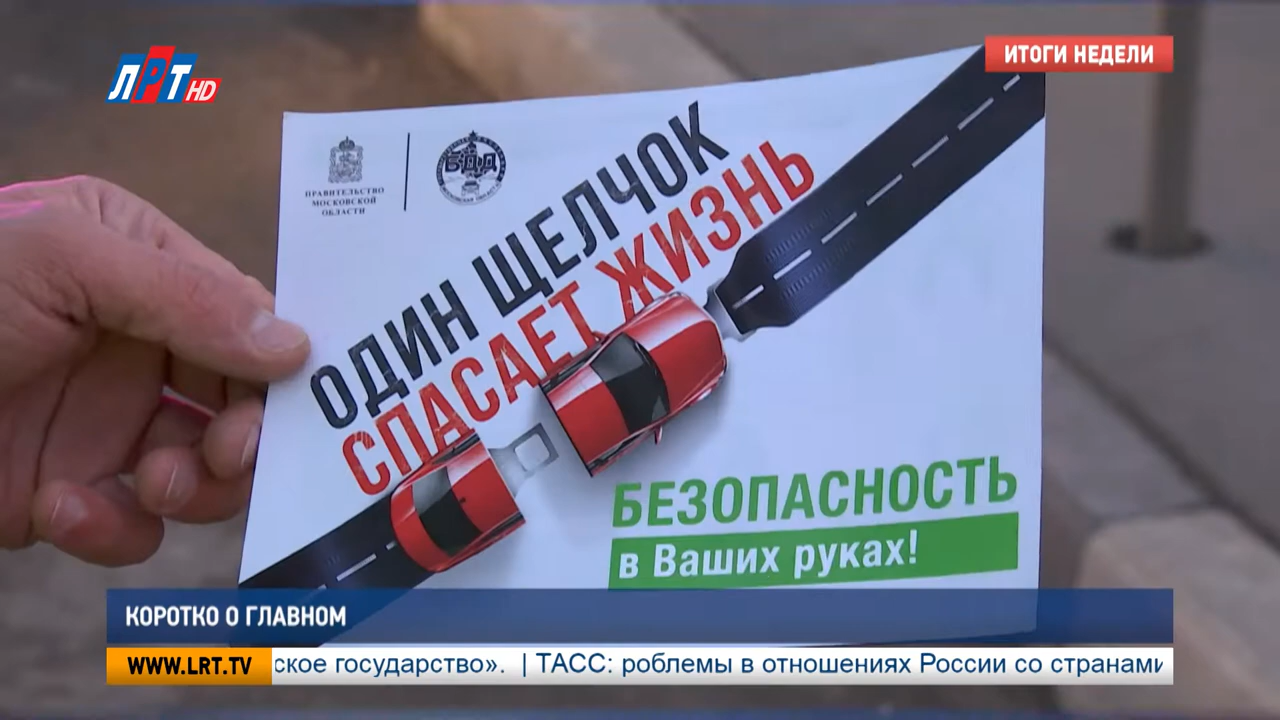 ЛРТ HD
ИТОГИ НЕДЕЛИ
ПРАВИТЕЛЬСТВО
МОСКОВСКОЙ
ОБЛАСТИ
БДД
ОДИН ЩЕЛЧОК
СПАСАЕТ ЖИЗНЬ
БЕЗОПАСНОСТЬ
в Ваших руках!
КОРОТКО О ГЛАВНОМ
WWW.LRT.TV
ское государство». | ТАСС: проблемы в отношениях России со странами